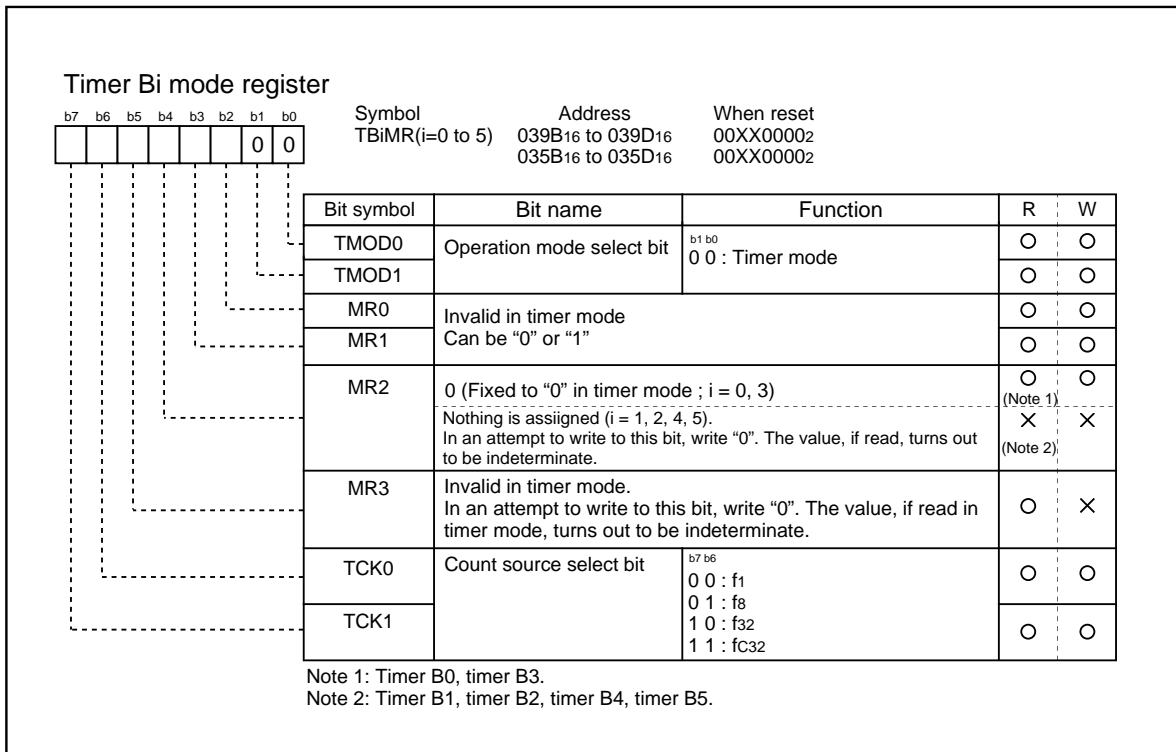 Timer Bi mode register
b7 b6 b5 b4 b3 b2 b1 b0
0 0
Symbol Address When reset
TBiMR(i=0 to 5) 039B16 to 039D16 00XX00002
035B16 to 035D16 00XX00002
Bit symbol Bit name Function R W
TMOD0 Operation mode select bit b1 b0
0 0 : Timer mode
TMOD1
MR0 Invalid in timer mode
MR1 Can be “0” or “1”
MR2 0 (Fixed to “0” in timer mode ; i = 0, 3)
(Note 1)
Nothing is assiigned (i = 1, 2, 4, 5).
In an attempt to write to this bit, write “0”. The value, if read, turns out
to be indeterminate.
(Note 2)
MR3 Invalid in timer mode.
In an attempt to write to this bit, write “0”. The value, if read in
timer mode, turns out to be indeterminate.
TCK0 Count source select bit b7 b6
0 0 : f1
0 1 : f8
TCK1 1 0 : f32
1 1 : fC32
Note 1: Timer B0, timer B3.
Note 2: Timer B1, timer B2, timer B4, timer B5.